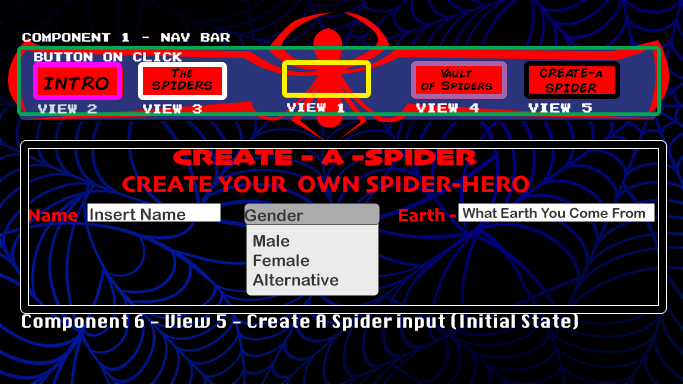 COMPONENT 1 - NAV BAR
BUTTON ON CLICK
INTRO
THE
SPIDERS
VAULT
OF SPIDERS
CREATE-A
SPIDER
VIEW 2
VIEW 3
VIEW 1
VIEW 4
VIEW 5
CREATE - A -SPIDER
CREATE YOUR OWN SPIDER-HERO
Name
Insert Name
Gender
Earth -
What Earth You Come From
Male
Female
Alternative
Component 6 - View 5 - Create A Spider input (Initial State)